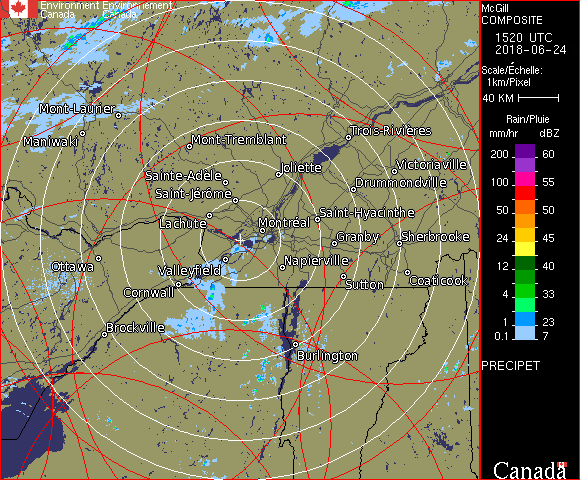 Environment Environnement
Canada Canada
McGill
COMPOSITE
1520 UTC
2018-06-24
Scale/Échelle:
1km/Pixel
40 KM
Rain/Pluie
mm/hr dBZ
200 60
100 55
50 50
24 45
12 40
4 33
1 23
0.1 7
PRECIPET
Canada
Mont-Laurier
Maniwaki
Mont-Tremblant
Trois-Rivières
Joliette
Victoriaville
Sainte-Adèle
Drummondville
Saint-Jérôme
Saint-Hyacinthe
Lachute
Montréal
Granby
Sherbrooke
Ottawa
Valleyfield
Napierville
Cornwall
Sutton
Coaticook
Brockville
Burlington